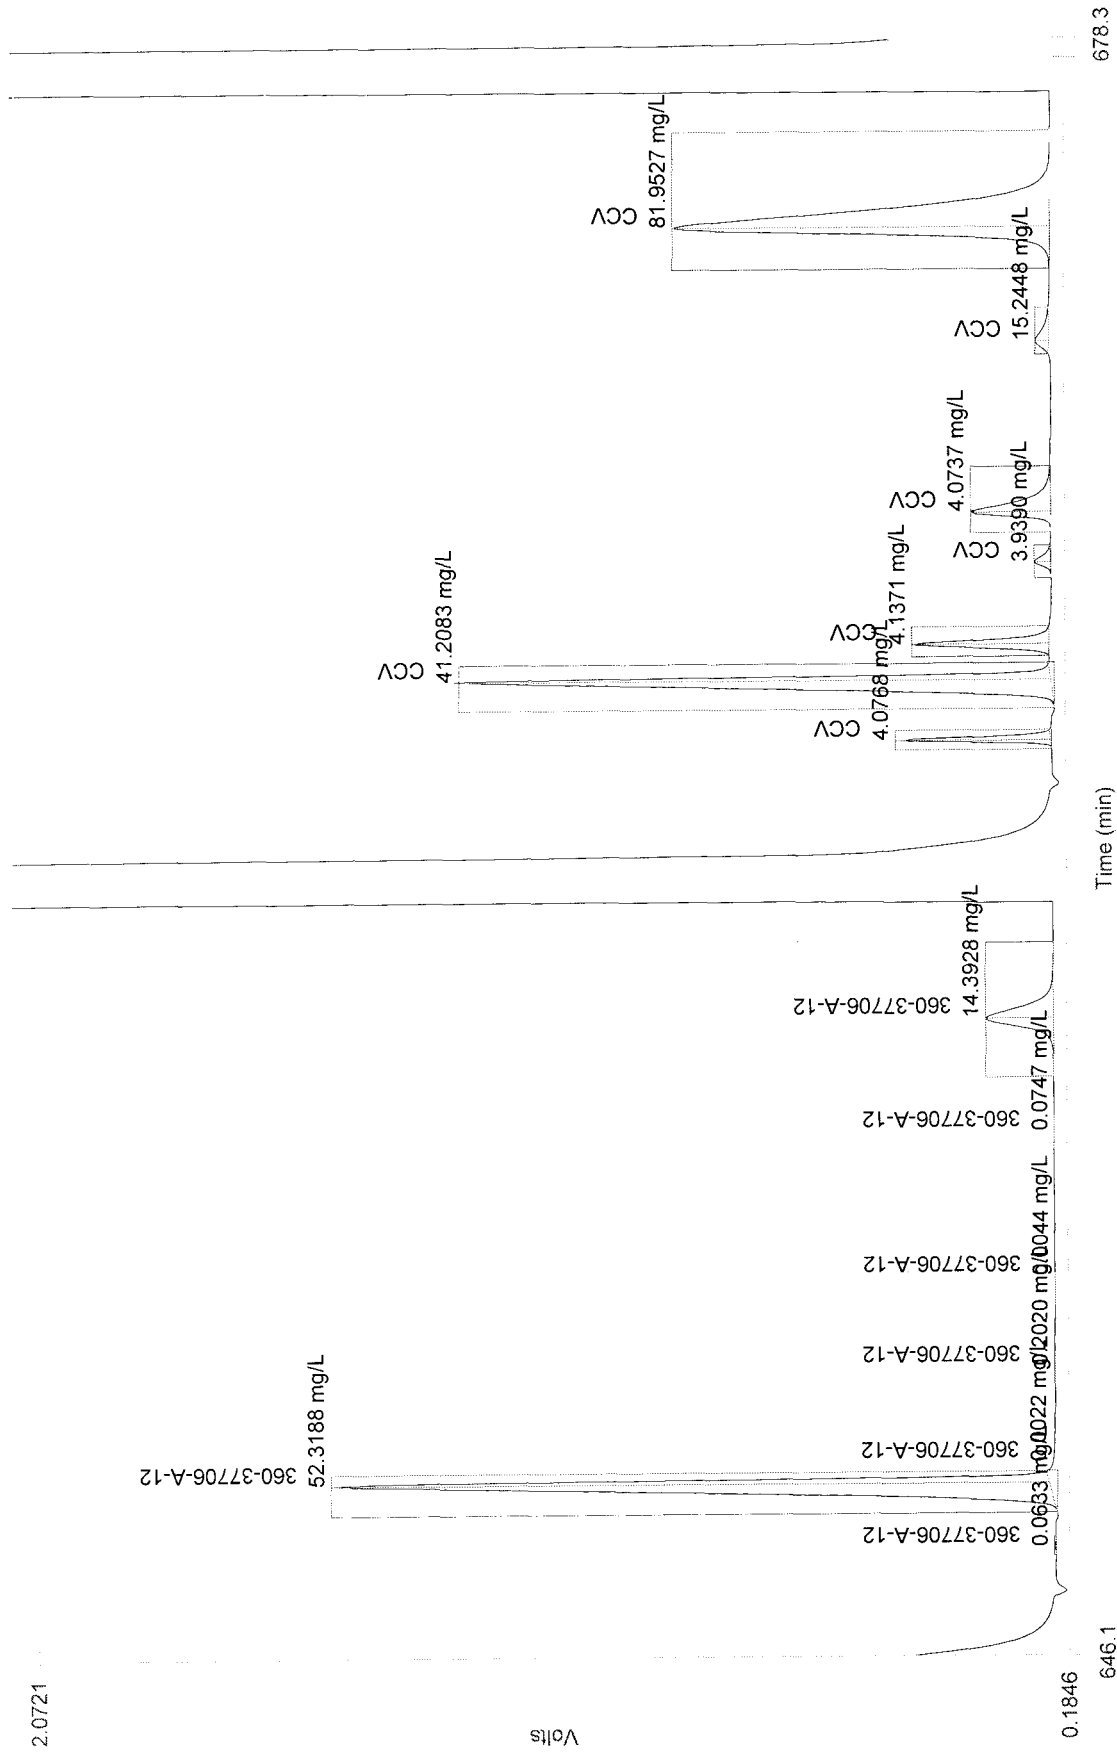 2.0721
Volts
0.1846
646.1
Time (min)
678.3
360-37706-A-12
0.0633 mg/L
360-37706-A-12
52.3188 mg/L
360-37706-A-12
0.0022 mg/L
360-37706-A-12
0.2020 mg/L
360-37706-A-12
0.0044 mg/L
360-37706-A-12
0.0747 mg/L
360-37706-A-12
14.3928 mg/L
CCV
4.0768 mg/L
CCV
41.2083 mg/L
CCV
4.1371 mg/L
CCV
3.9390 mg/L
CCV
4.0737 mg/L
CCV
15.2448 mg/L
CCV
81.9527 mg/L